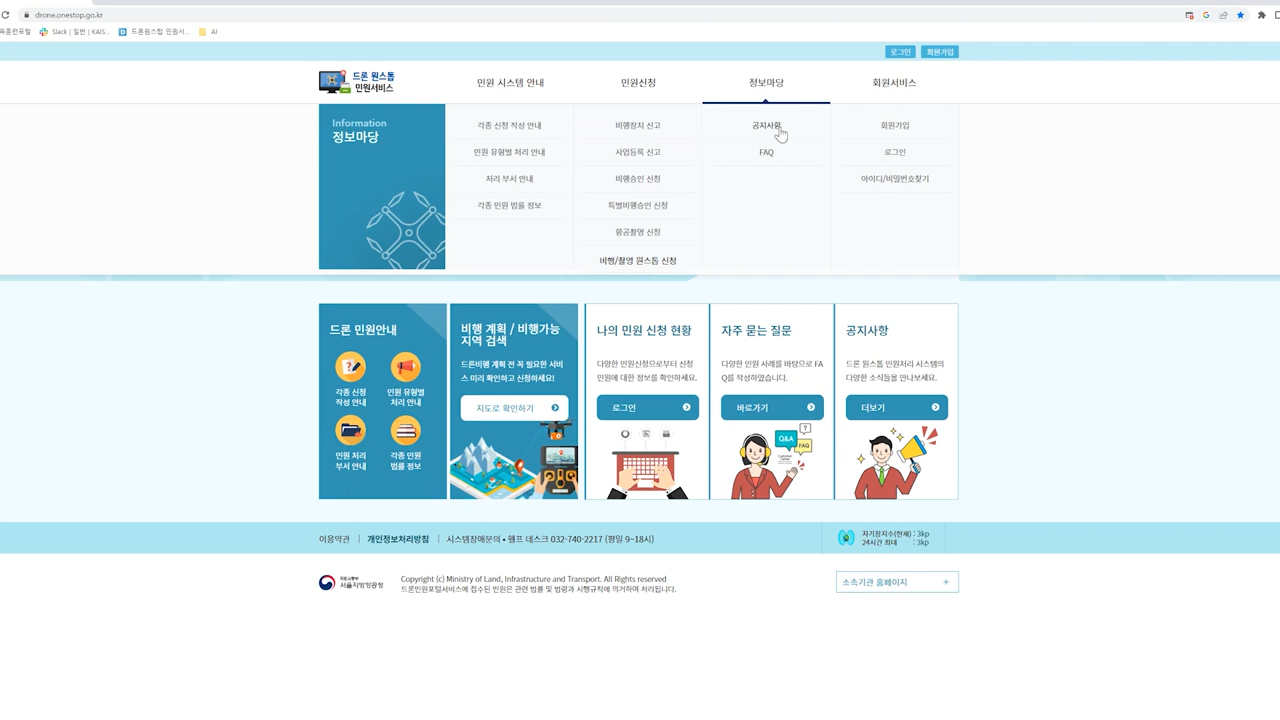 drone.onestop.go.kr
육훈련포털
Slack | 일반 | KAIS...
드론원스탑 민원서...
AI
로그인
회원가입
드론 원스톱
민원서비스
민원 시스템 안내
민원신청
정보마당
회원서비스
Information
정보마당
각종 신청 작성 안내
민원 유형별 처리 안내
처리 부서 안내
각종 민원 법률 정보
비행장치 신고
사업등록 신고
비행승인 신청
특별비행승인 신청
항공촬영 신청
비행/촬영 원스톱 신청
공지사항
FAQ
회원가입
로그인
아이디/비밀번호찾기
드론 민원안내
각종 신청
작성 안내
민원 유형별
처리 안내
민원 처리
부서 안내
각종 민원
법률 정보
비행 계획 / 비행가능
지역 검색
드론비행 계획 전 꼭 필요한 서비
스 미리 확인하고 신청하세요!
지도로 확인하기
나의 민원 신청 현황
다양한 민원신청으로부터 신청
민원에 대한 정보를 확인하세요.
로그인
자주 묻는 질문
다양한 민원 사례를 바탕으로 FA
Q를 작성하였습니다.
바로가기
?
Q&A
FAQ
Customer
Center
공지사항
드론 원스톱 민원처리 시스템의
다양한 소식들을 만나보세요.
더보기
이용약관
개인정보처리방침
시스템장애문의 • 헬프 데스크 032-740-2217 (평일 9~18시)
자기장지수(현재) : 3kp
24시간 최대 : 3kp
국토교통부
서울지방항공청
Copyright (c) Ministry of Land, Infrastructure and Transport. All Rights reserved
드론민원포털서비스에 접수된 민원은 관련 법률 및 법령과 시행규칙에 의거하여 처리됩니다.
소속기관 홈페이지 +